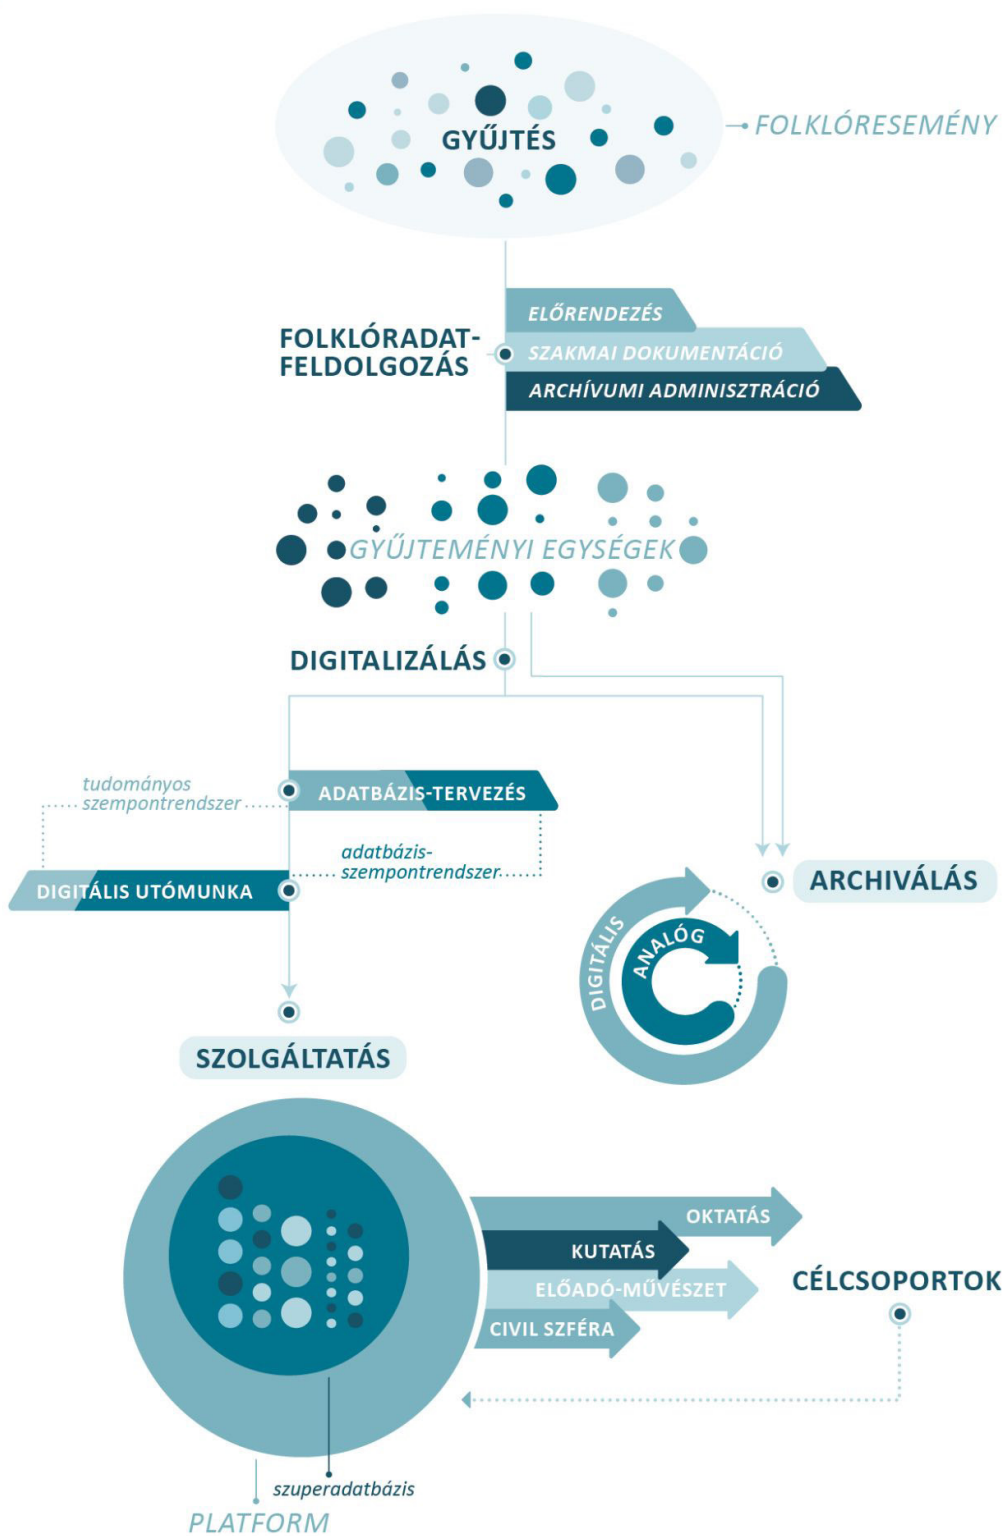 GYŰJTÉS
FOLKLÓRESEMÉNY
FOLKLÓRADAT-
FELDOLGOZÁS
ELŐRENDEZÉS
SZAKMAI DOKUMENTÁCIÓ
ARCHÍVUMI ADMINISZTRÁCIÓ
GYŰJTEMÉNYI EGYSÉGEK
DIGITALIZÁLÁS
tudományos
szempontrendszer
ADATBÁZIS-TERVEZÉS
adatbázis-
szempontrendszer
DIGITÁLIS UTÓMUNKA
ARCHIVÁLÁS
DIGITÁLIS
ANALÓG
SZOLGÁLTATÁS
OKTATÁS
KUTATÁS
ELŐADÓ-MŰVÉSZET
CIVIL SZFÉRA
CÉLCSOPORTOK
szuperadatbázis
PLATFORM